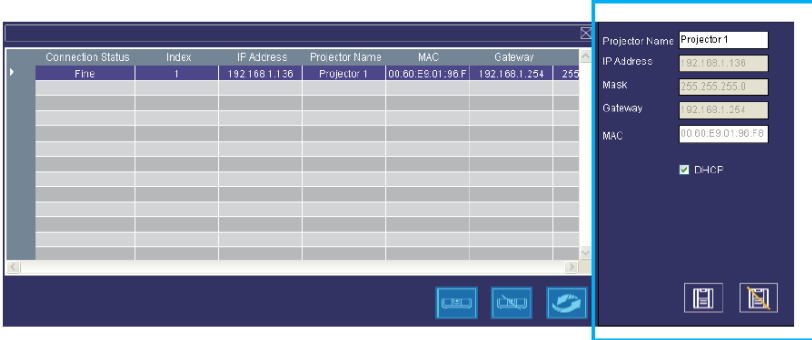 Connection Status Index IP Address Projector Name MAC Gateway
Fine 1 192.168.1.136 Projector 1 00.60.E9.01.96.F 192.168.1.254 255
Projector Name Projector 1
IP Address 192.168.1.136
Mask 255.255.255.0
Gateway 192.168.1.254
MAC 00.60.E9.01.96.F8
DHCP